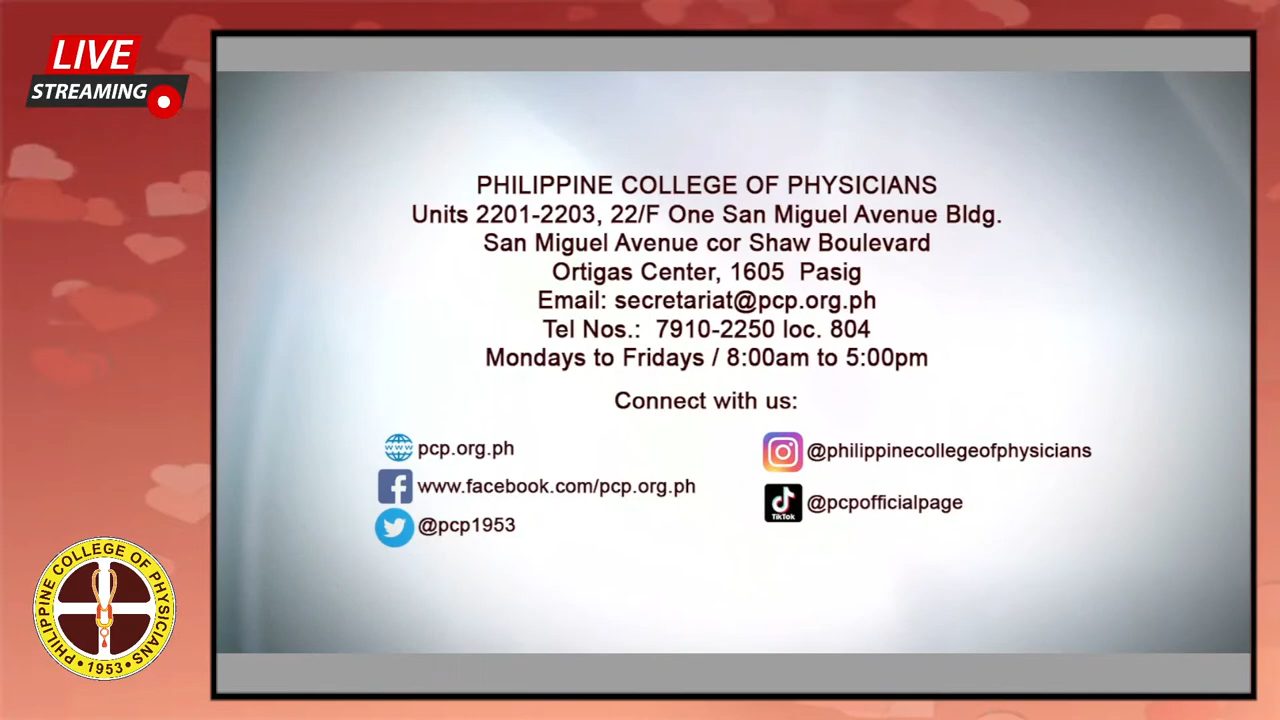 LIVE
STREAMING
PHILIPPINE COLLEGE OF PHYSICIANS
Units 2201-2203, 22/F One San Miguel Avenue Bldg.
San Miguel Avenue cor Shaw Boulevard
Ortigas Center, 1605 Pasig
Email: secretariat@pcp.org.ph
Tel Nos.: 7910-2250 loc. 804
Mondays to Fridays / 8:00am to 5:00pm
Connect with us:
pcp.org.ph
www.facebook.com/pcp.org.ph
@pcp1953
@philippinecollegeofphysicians
TikTok
@pcpofficialpage
PHILIPPINE COLLEGE OF PHYSICIANS
• 1953 •